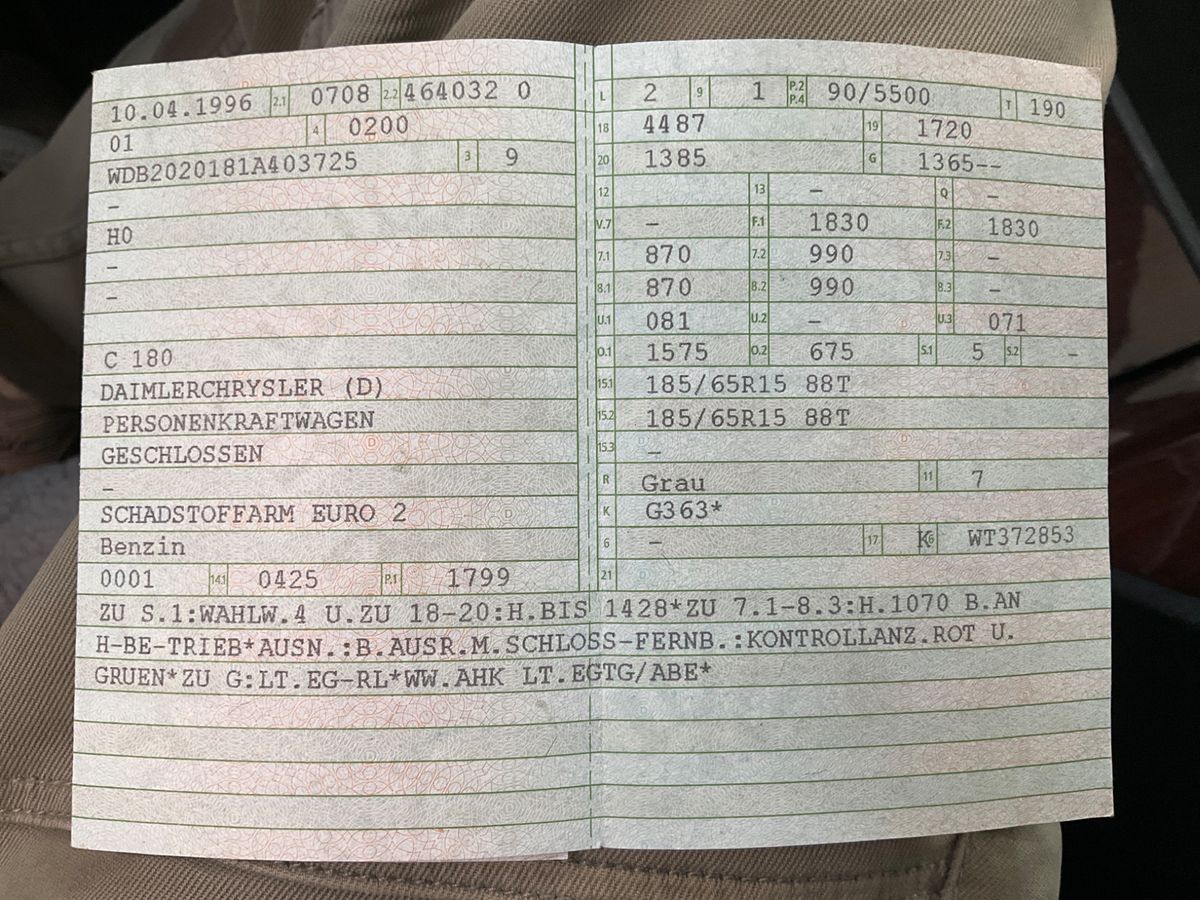 10.04.1996 2.1 0708 2.2 464032 0
01 4 0200
WDB2020181A403725 3 9
–
H0
–
–
C 180
DAIMLERCHRYSLER (D)
PERSONENKRAFTWAGEN
GESCHLOSSEN
–
SCHADSTOFFARM EURO 2
Benzin
0001 14.1 0425 P.1 1799
L 2 9 1 P.2 P.4 90/5500 T 190
18 4487 19 1720
20 1385 G 1365--
12 13 – Q –
V.7 – F.1 1830 F.2 1830
7.1 870 7.2 990 7.3 –
8.1 870 8.2 990 8.3 –
U.1 081 U.2 – U.3 071
O.1 1575 O.2 675 S.1 5 S.2 –
15.1 185/65R15 88T
15.2 185/65R15 88T
15.3 –
R Grau 11 7
K G363*
6 – 17 K 16 WT372853
21
ZU S.1:WAHLW.4 U.ZU 18-20:H.BIS 1428*ZU 7.1-8.3:H.1070 B.AN
H-BE-TRIEB*AUSN.:B.AUSR.M.SCHLOSS-FERNB.:KONTROLLANZ.ROT U.
GRUEN*ZU G:LT.EG-RL*WW.AHK LT.EGTG/ABE*